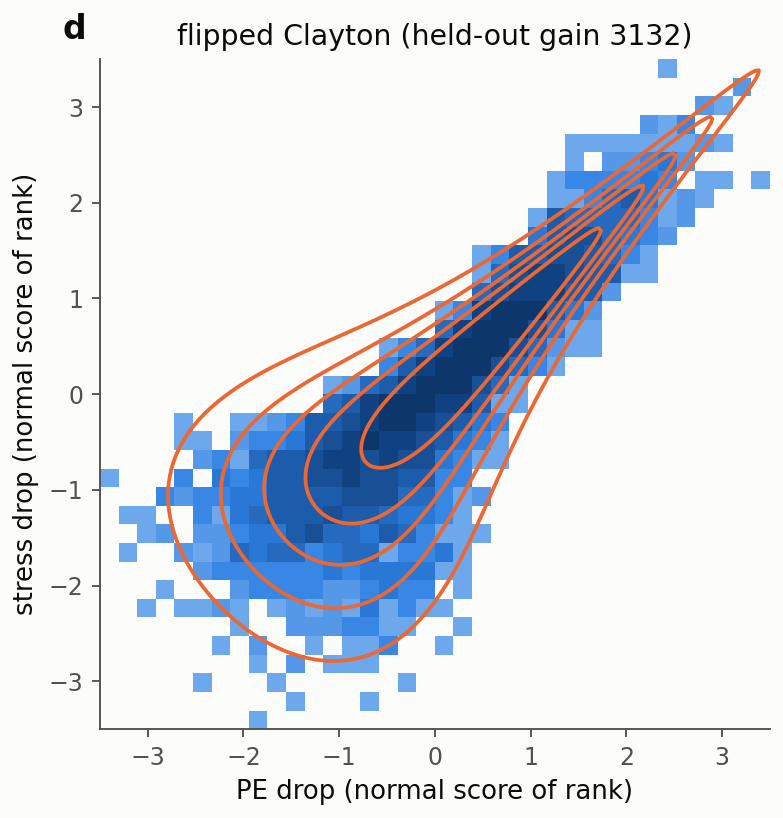 d
flipped Clayton (held-out gain 3132)
stress drop (normal score of rank)
3
2
1
0
−1
−2
−3
−3 −2 −1 0 1 2 3
PE drop (normal score of rank)